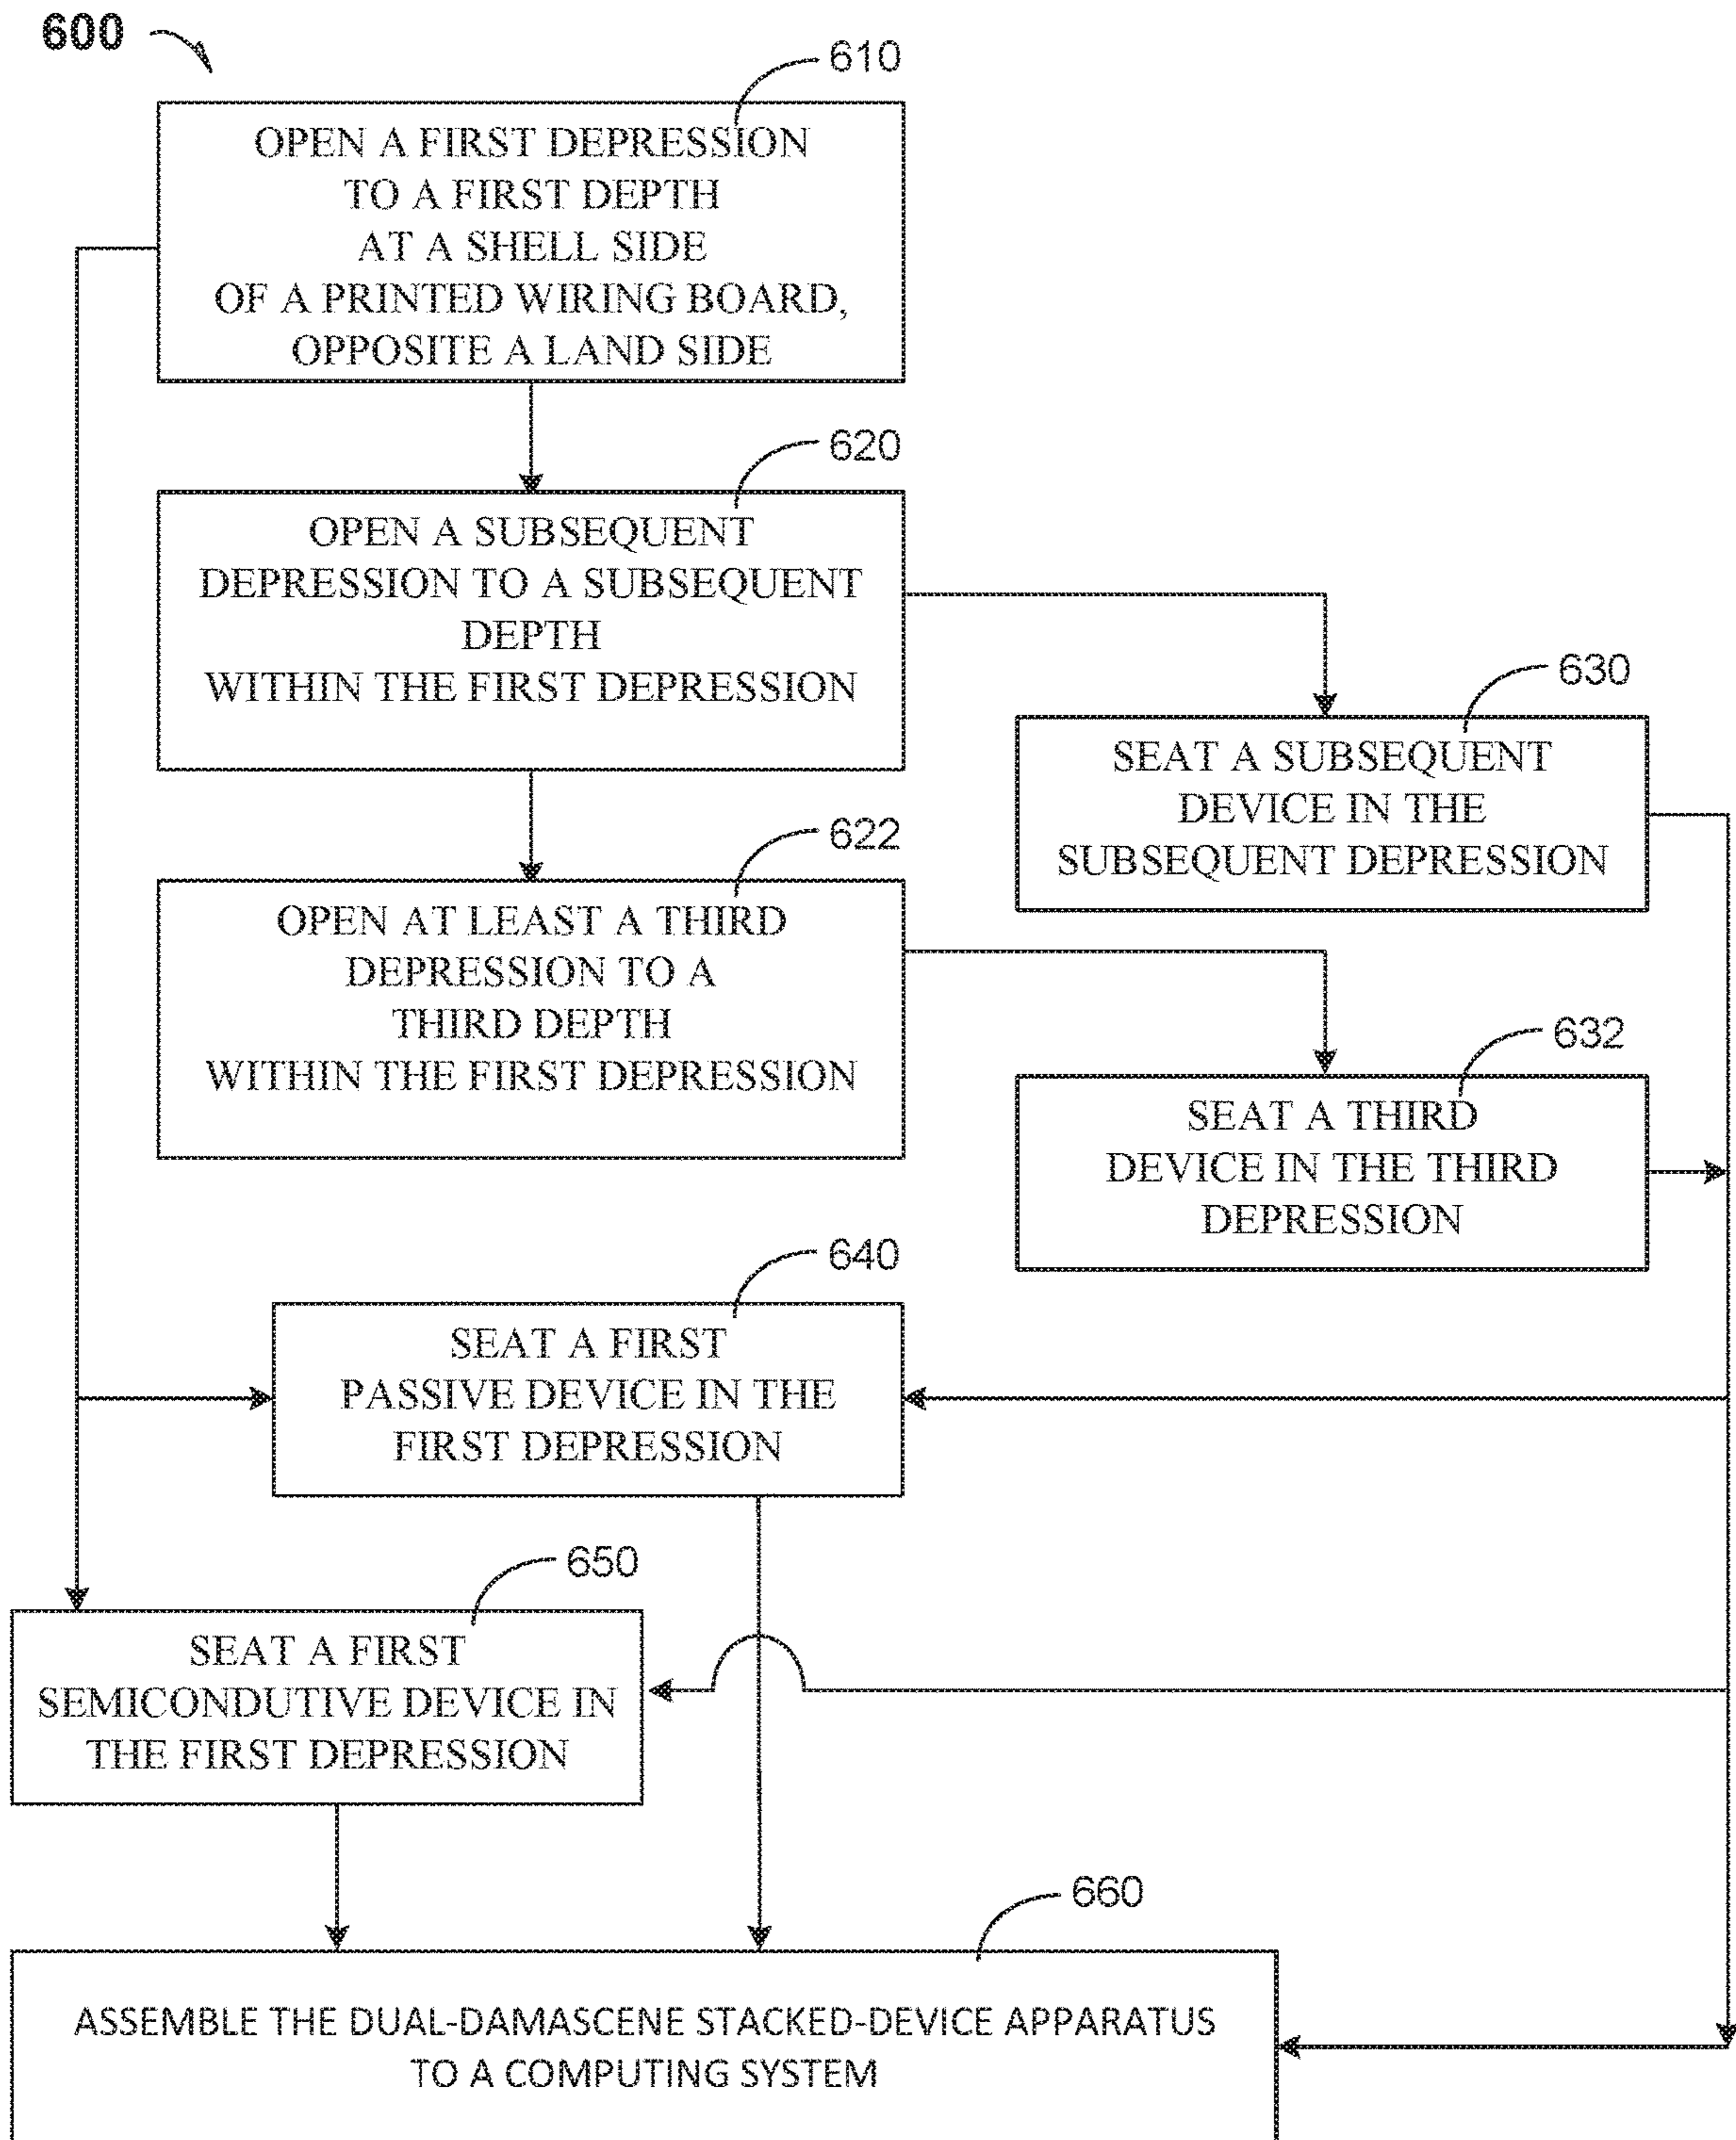 600
610
OPEN A FIRST DEPRESSION
TO A FIRST DEPTH
AT A SHELL SIDE
OF A PRINTED WIRING BOARD,
OPPOSITE A LAND SIDE
620
OPEN A SUBSEQUENT
DEPRESSION TO A SUBSEQUENT
DEPTH
WITHIN THE FIRST DEPRESSION
630
SEAT A SUBSEQUENT
DEVICE IN THE
SUBSEQUENT DEPRESSION
622
OPEN AT LEAST A THIRD
DEPRESSION TO A
THIRD DEPTH
WITHIN THE FIRST DEPRESSION
632
SEAT A THIRD
DEVICE IN THE THIRD
DEPRESSION
640
SEAT A FIRST
PASSIVE DEVICE IN THE
FIRST DEPRESSION
650
SEAT A FIRST
SEMICONDUTIVE DEVICE IN
THE FIRST DEPRESSION
660
ASSEMBLE THE DUAL-DAMASCENE STACKED-DEVICE APPARATUS
TO A COMPUTING SYSTEM